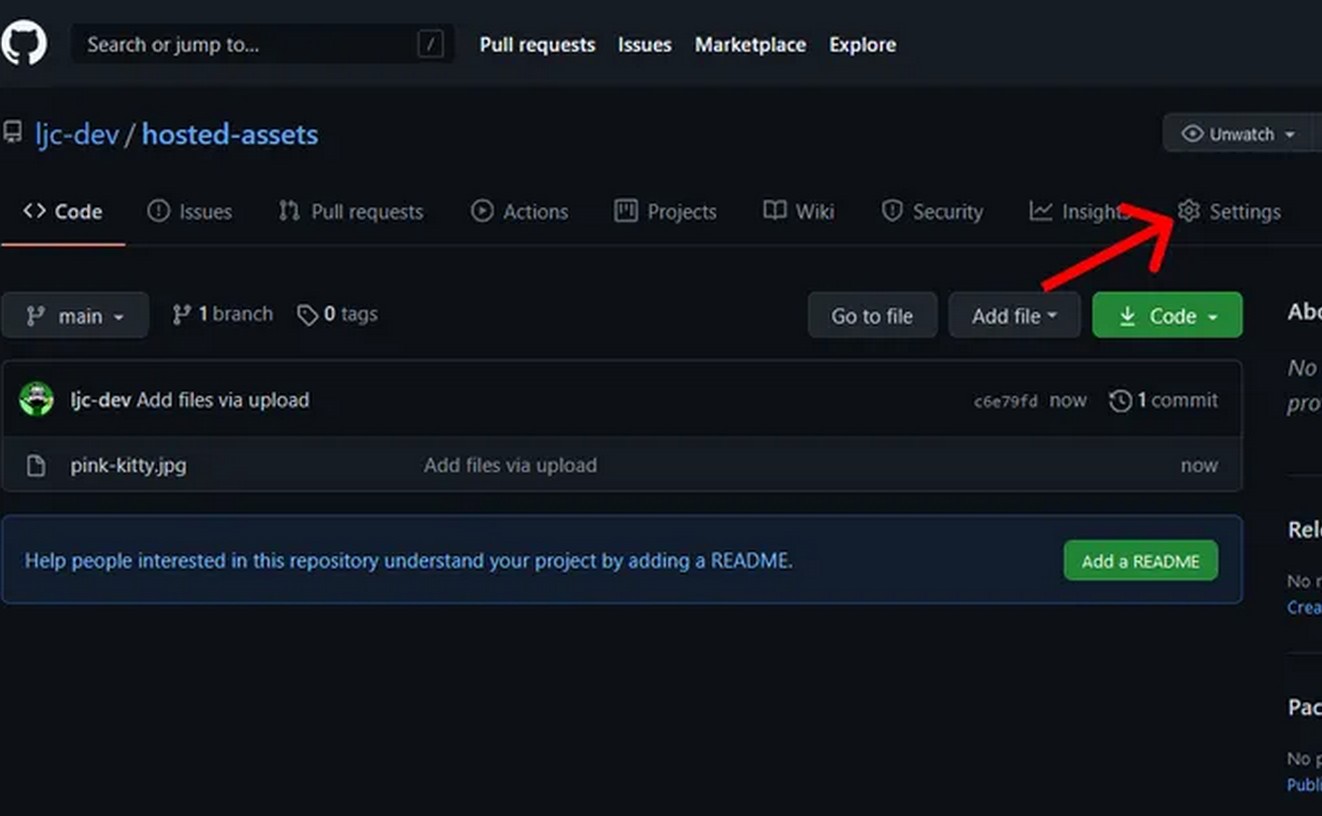 Search or jump to... / Pull requests Issues Marketplace Explore
ljc-dev / hosted-assets Unwatch
Code Issues Pull requests Actions Projects Wiki Security Insights Settings
main 1 branch 0 tags Go to file Add file Code
Abo
ljc-dev Add files via upload c6e79fd now 1 commit
No
pro
pink-kitty.jpg Add files via upload now
Help people interested in this repository understand your project by adding a README. Add a README
Rel
No r
Crea
Pac
No p
Publi